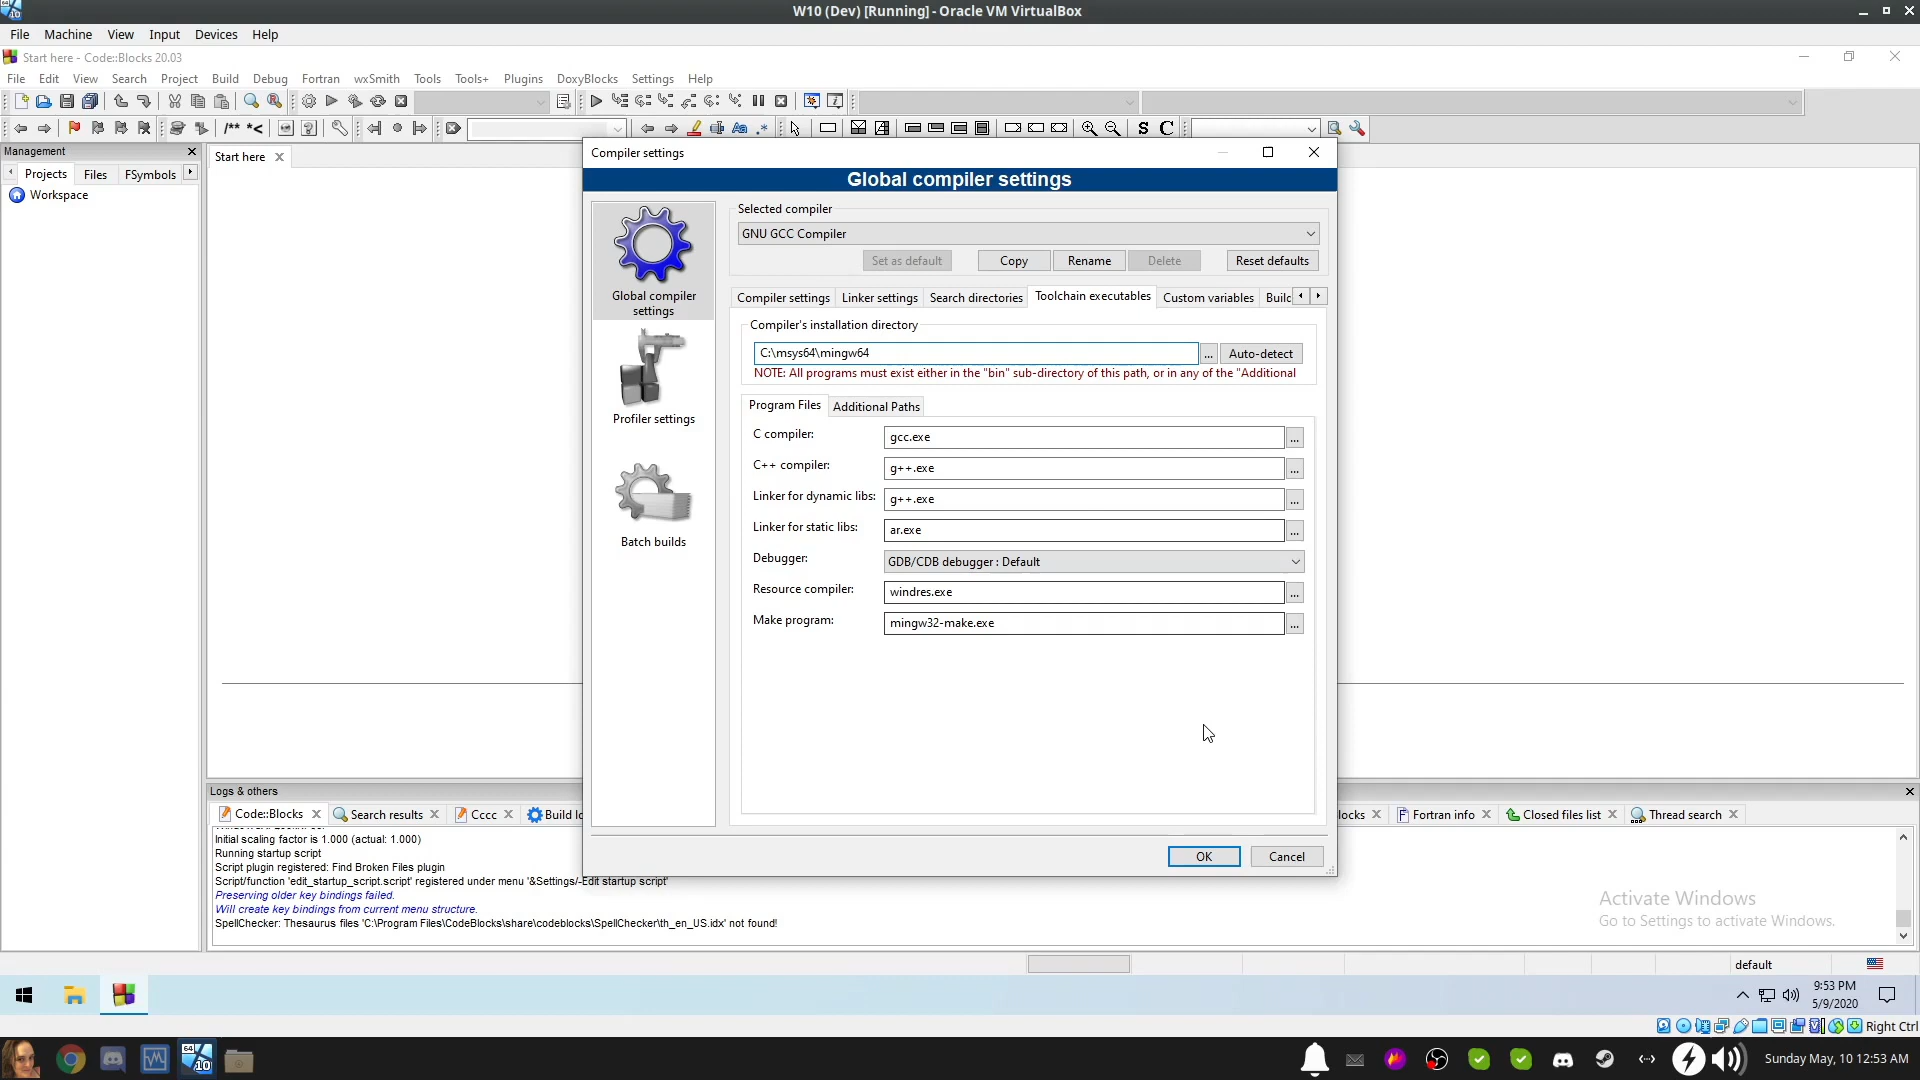 W10 (Dev) [Running] - Oracle VM VirtualBox
File Machine View Input Devices Help
Start here - Code::Blocks 20.03
File Edit View Search Project Build Debug Fortran wxSmith Tools Tools+ Plugins DoxyBlocks Settings Help
/** *<
S C
Management
Start here
Projects Files FSymbols
Workspace
Compiler settings
Global compiler settings
Global compiler
settings
Profiler settings
Batch builds
Selected compiler
GNU GCC Compiler
Set as default Copy Rename Delete Reset defaults
Compiler settings Linker settings Search directories Toolchain executables Custom variables Builc
Compiler's installation directory
C:\msys64\mingw64 ... Auto-detect
NOTE: All programs must exist either in the "bin" sub-directory of this path, or in any of the "Additional
Program Files Additional Paths
C compiler: gcc.exe ...
C++ compiler: g++.exe ...
Linker for dynamic libs: g++.exe ...
Linker for static libs: ar.exe ...
Debugger: GDB/CDB debugger : Default
Resource compiler: windres.exe ...
Make program: mingw32-make.exe ...
OK Cancel
Logs & others
Code::Blocks Search results Cccc Build lo locks Fortran info Closed files list Thread search
Initial scaling factor is 1.000 (actual: 1.000)
Running startup script
Script plugin registered: Find Broken Files plugin
Script/function 'edit_startup_script.script' registered under menu '&Settings/-Edit startup script'
Preserving older key bindings failed.
Will create key bindings from current menu structure.
SpellChecker: Thesaurus files 'C:\Program Files\CodeBlocks\share\codeblocks\SpellChecker\th_en_US.idx' not found!
Activate Windows
Go to Settings to activate Windows.
default
9:53 PM
5/9/2020
Right Ctrl
64
10
Sunday May, 10 12:53 AM